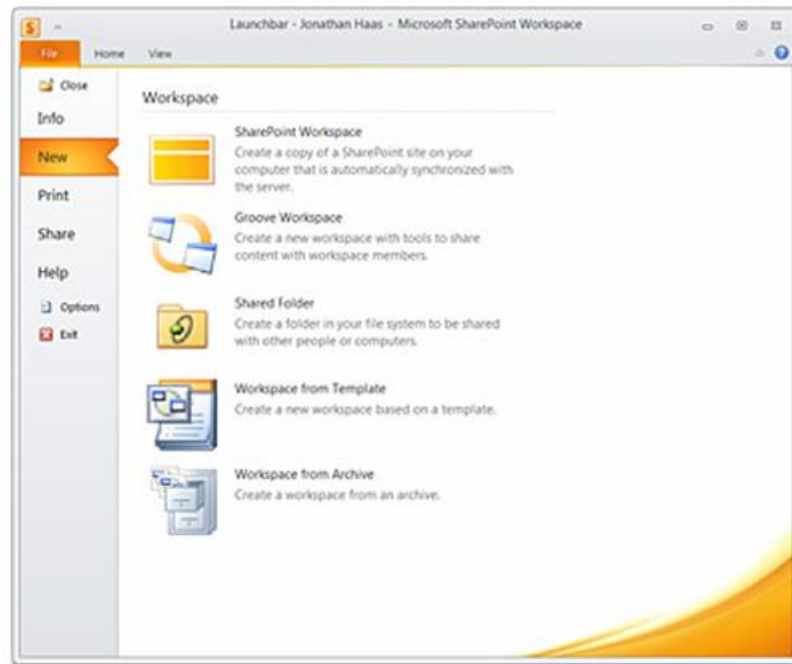 Launchbar - Jonathan Haas - Microsoft SharePoint Workspace
File Home View
Close
Info
New
Print
Share
Help
Options
Exit
Workspace
SharePoint Workspace
Create a copy of a SharePoint site on your
computer that is automatically synchronized with
the server.
Groove Workspace
Create a new workspace with tools to share
content with workspace members.
Shared Folder
Create a folder in your file system to be shared
with other people or computers.
Workspace from Template
Create a new workspace based on a template.
Workspace from Archive
Create a workspace from an archive.